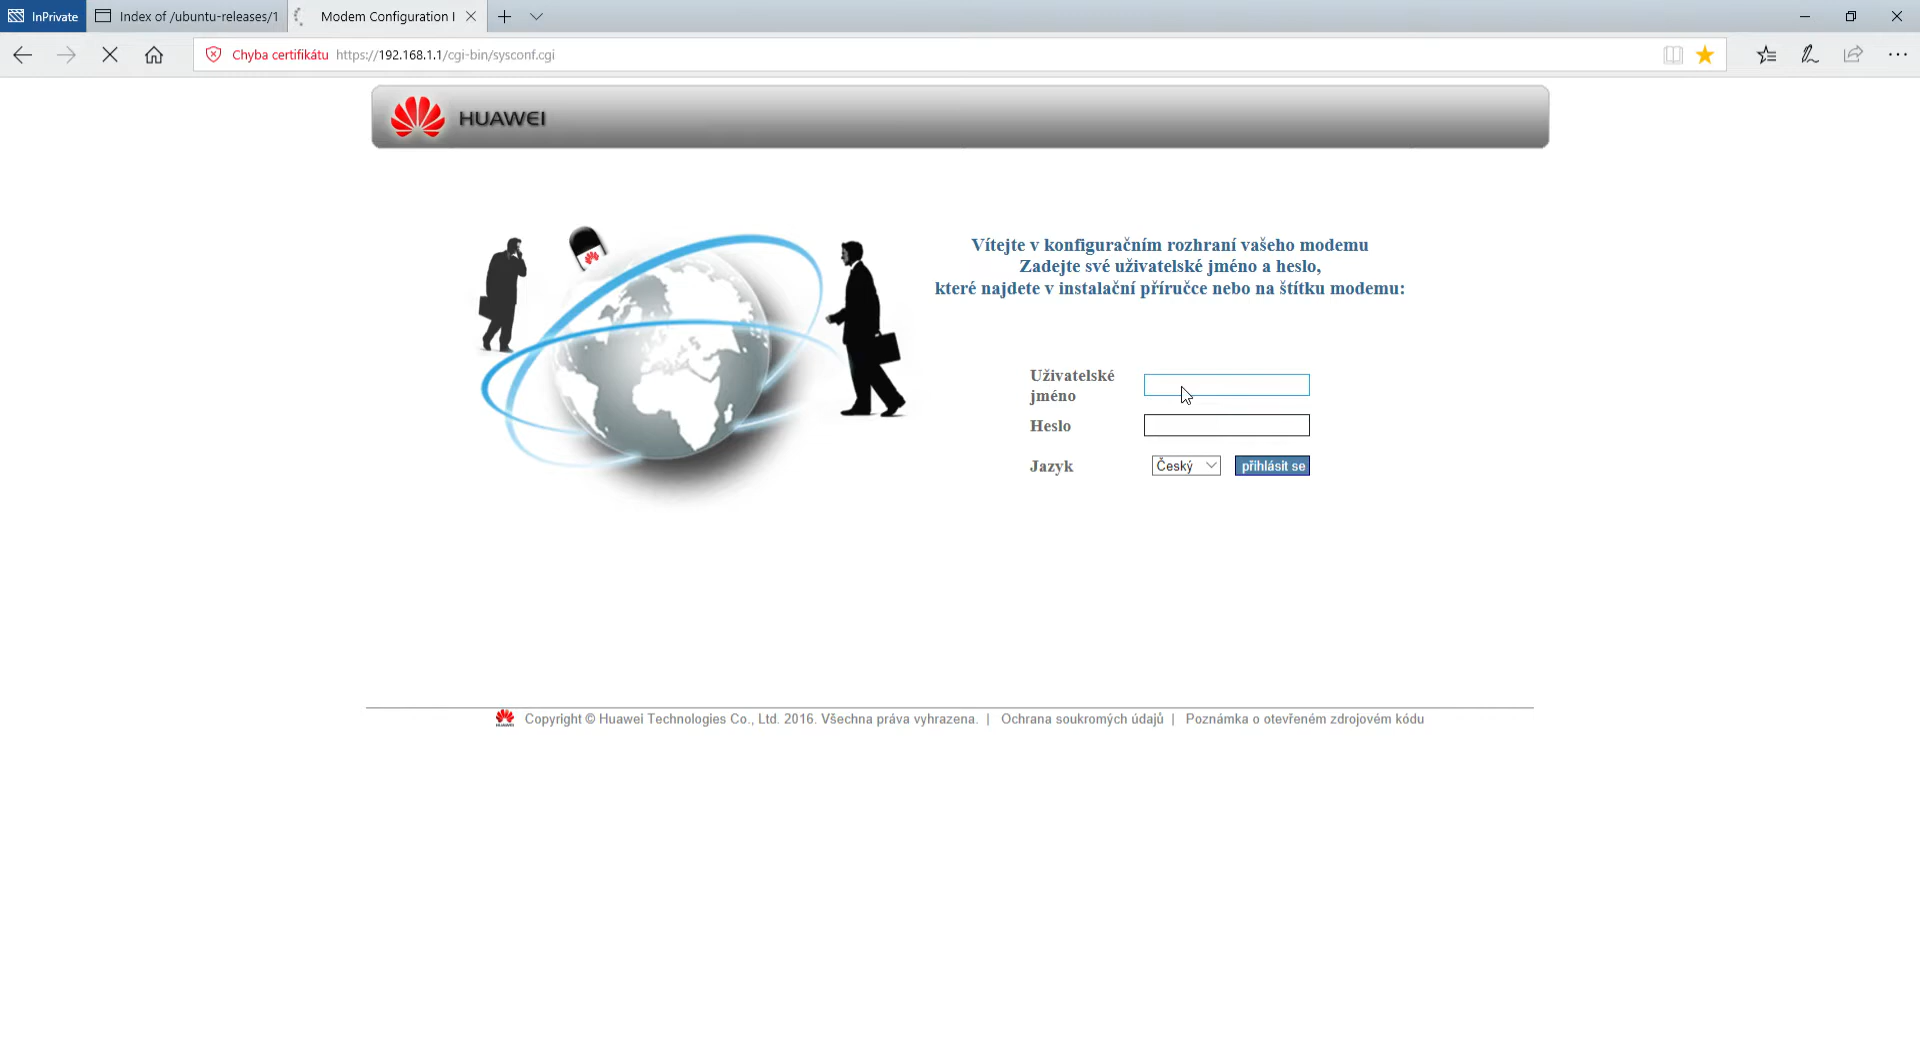 InPrivate
Index of /ubuntu-releases/1
Modem Configuration I
Chyba certifikátu https://192.168.1.1/cgi-bin/sysconf.cgi
HUAWEI
Vítejte v konfiguračním rozhraní vašeho modemu
Zadejte své uživatelské jméno a heslo,
které najdete v instalační příručce nebo na štítku modemu:
Uživatelské
jméno
Heslo
Jazyk Český přihlásit se
HUAWEI Copyright © Huawei Technologies Co., Ltd. 2016. Všechna práva vyhrazena. | Ochrana soukromých údajů | Poznámka o otevřeném zdrojovém kódu